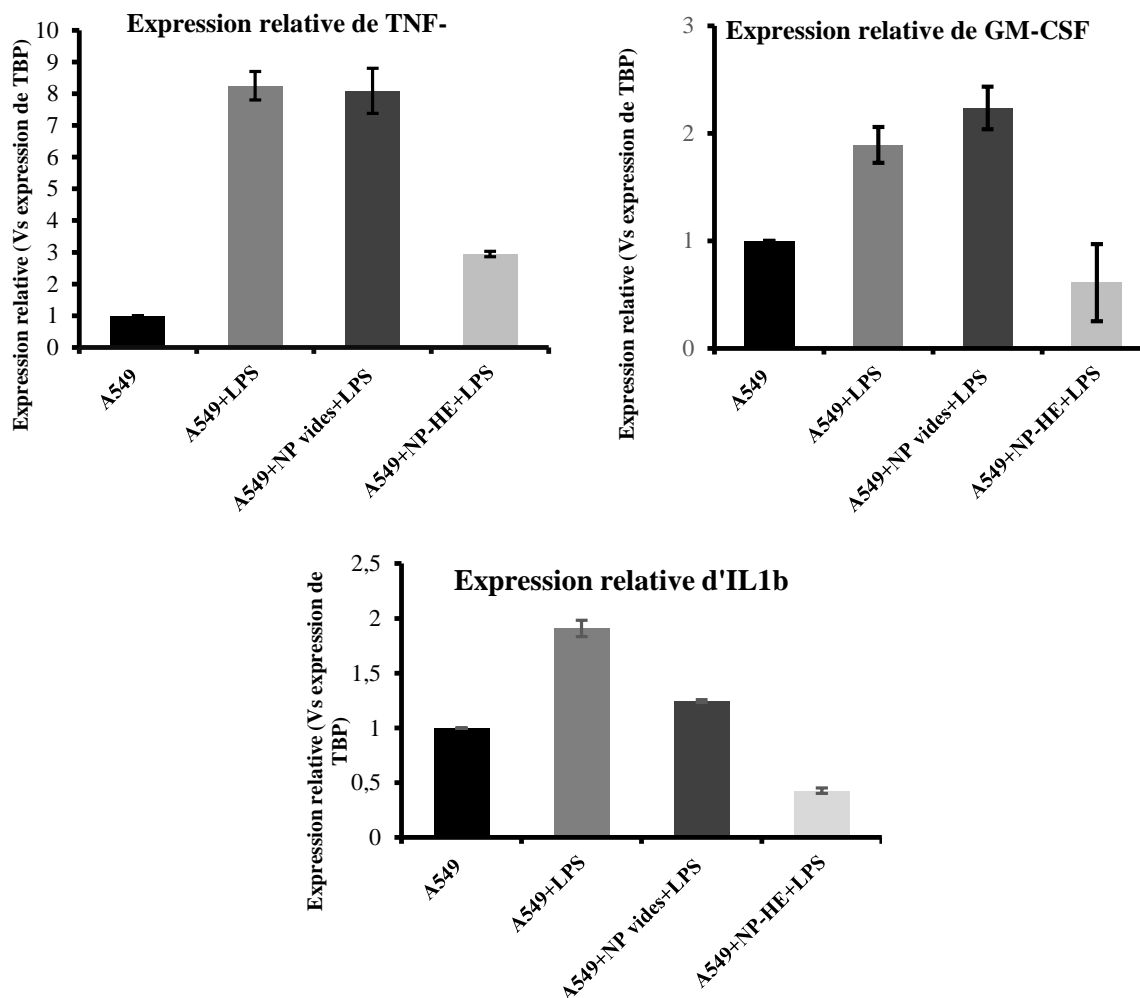 Expression relative de TNF-
Expression relative (Vs expression de TBP)
10
9
8
7
6
5
4
3
2
1
0
A549
A549+LPS
A549+NP vides+LPS
A549+NP-HE+LPS
Expression relative de GM-CSF
Expression relative (Vs expression de TBP)
3
2
1
0
A549
A549+LPS
A549+NP vides+LPS
A549+NP-HE+LPS
Expression relative d'IL1b
Expression relative (Vs expression de
TBP)
2,5
2
1,5
1
0,5
0
A549
A549+LPS
A549+NP vides+LPS
A549+NP-HE+LPS